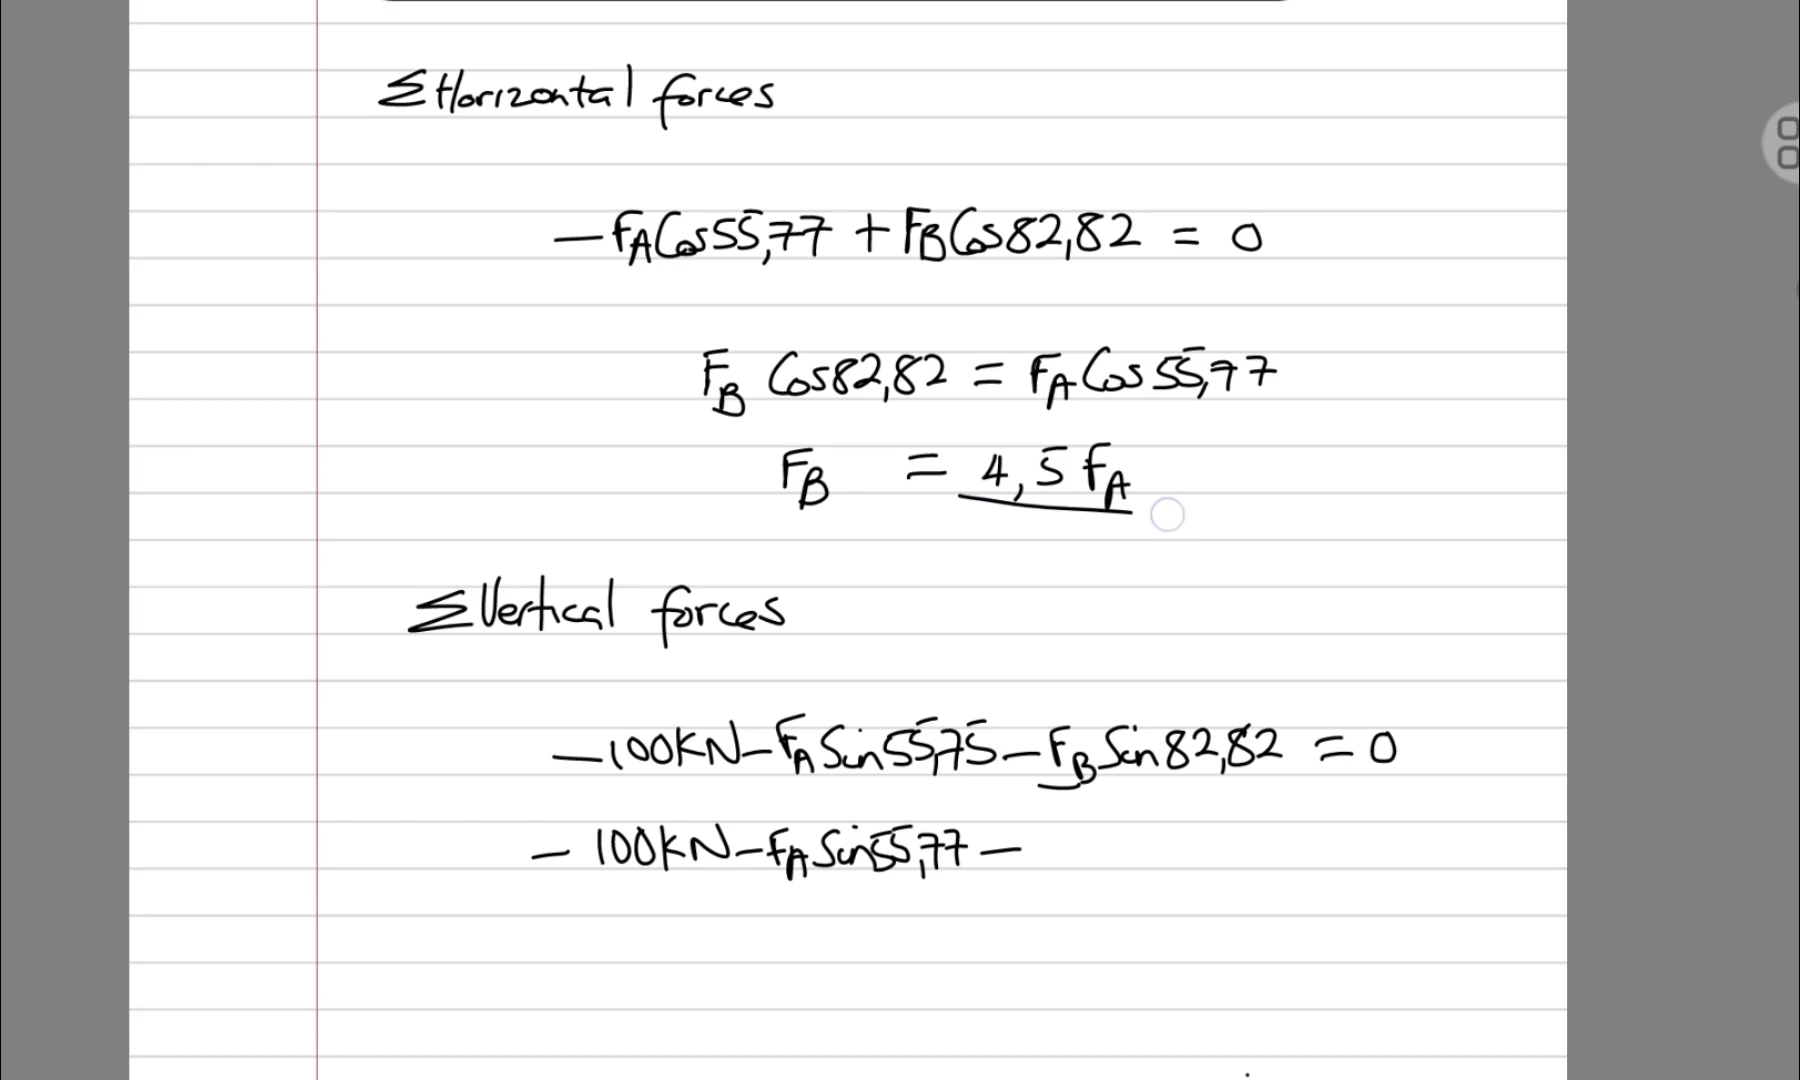 ΣHorizontal forces
-FACos55,77 + FBCos82,82 = 0
FB Cos82,82 = FACos55,77
FB = 4,5 FA
ΣVertical forces
-100KN-FASin55,75-FBSin82,82 = 0
- 100KN-FASin55,77 -